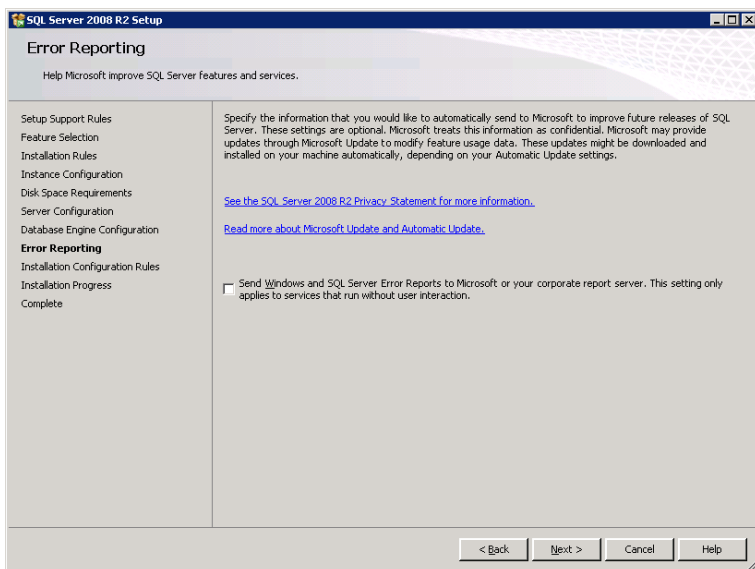 SQL Server 2008 R2 Setup
Error Reporting
Help Microsoft improve SQL Server features and services.
Setup Support Rules
Feature Selection
Installation Rules
Instance Configuration
Disk Space Requirements
Server Configuration
Database Engine Configuration
Error Reporting
Installation Configuration Rules
Installation Progress
Complete
Specify the information that you would like to automatically send to Microsoft to improve future releases of SQL
Server. These settings are optional. Microsoft treats this information as confidential. Microsoft may provide
updates through Microsoft Update to modify feature usage data. These updates might be downloaded and
installed on your machine automatically, depending on your Automatic Update settings.
See the SQL Server 2008 R2 Privacy Statement for more information.
Read more about Microsoft Update and Automatic Update.
Send Windows and SQL Server Error Reports to Microsoft or your corporate report server. This setting only
applies to services that run without user interaction.
< Back
Next >
Cancel
Help